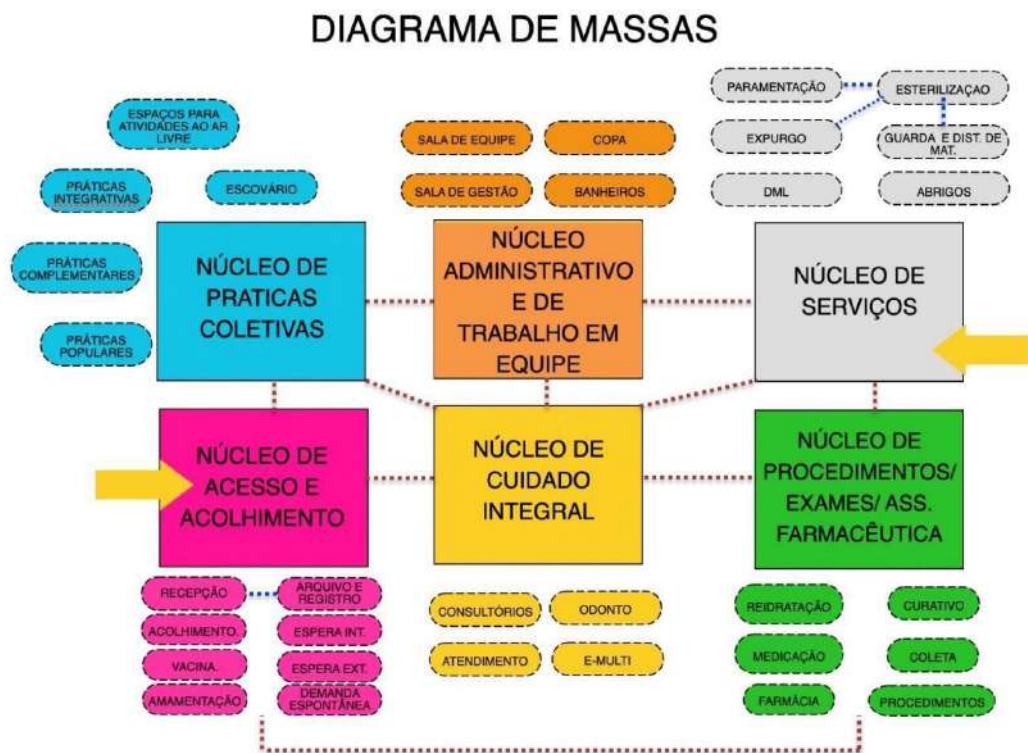 DIAGRAMA DE MASSAS
ESPAÇOS PARA
ATIVIDADES AO AR
LIVRE
PRÁTICAS
INTEGRATIVAS
ESCOVÁRIO
PRÁTICAS
COMPLEMENTARES
PRÁTICAS
POPULARES
NÚCLEO DE
PRATICAS
COLETIVAS
SALA DE EQUIPE
COPA
SALA DE GESTÃO
BANHEIROS
NÚCLEO
ADMINISTRATIVO
E DE
TRABALHO EM
EQUIPE
PARAMENTAÇÃO
ESTERILIZAÇAO
EXPURGO
GUARDA E DIST. DE
MAT.
DML
ABRIGOS
NÚCLEO DE
SERVIÇOS
NÚCLEO DE
ACESSO E
ACOLHIMENTO
RECEPÇÃO
ARQUIVO E
REGISTRO
ACOLHIMENTO.
ESPERA INT.
VACINA.
ESPERA EXT.
AMAMENTAÇÃO
DEMANDA
ESPONTÂNEA
NÚCLEO DE
CUIDADO
INTEGRAL
CONSULTÓRIOS
ODONTO
ATENDIMENTO
E-MULTI
NÚCLEO DE
PROCEDIMENTOS/
EXAMES/ ASS.
FARMACÊUTICA
REIDRATAÇÃO
CURATIVO
MEDICAÇÃO
COLETA
FARMÁCIA
PROCEDIMENTOS